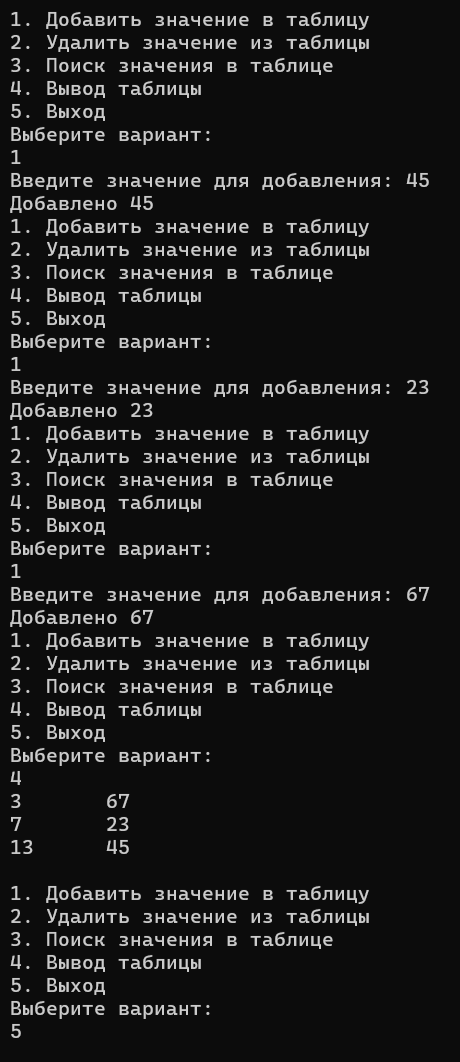 1. Добавить значение в таблицу
2. Удалить значение из таблицы
3. Поиск значения в таблице
4. Вывод таблицы
5. Выход
Выберите вариант:
1
Введите значение для добавления: 45
Добавлено 45
1. Добавить значение в таблицу
2. Удалить значение из таблицы
3. Поиск значения в таблице
4. Вывод таблицы
5. Выход
Выберите вариант:
1
Введите значение для добавления: 23
Добавлено 23
1. Добавить значение в таблицу
2. Удалить значение из таблицы
3. Поиск значения в таблице
4. Вывод таблицы
5. Выход
Выберите вариант:
1
Введите значение для добавления: 67
Добавлено 67
1. Добавить значение в таблицу
2. Удалить значение из таблицы
3. Поиск значения в таблице
4. Вывод таблицы
5. Выход
Выберите вариант:
4
3       67
7       23
13      45

1. Добавить значение в таблицу
2. Удалить значение из таблицы
3. Поиск значения в таблице
4. Вывод таблицы
5. Выход
Выберите вариант:
5